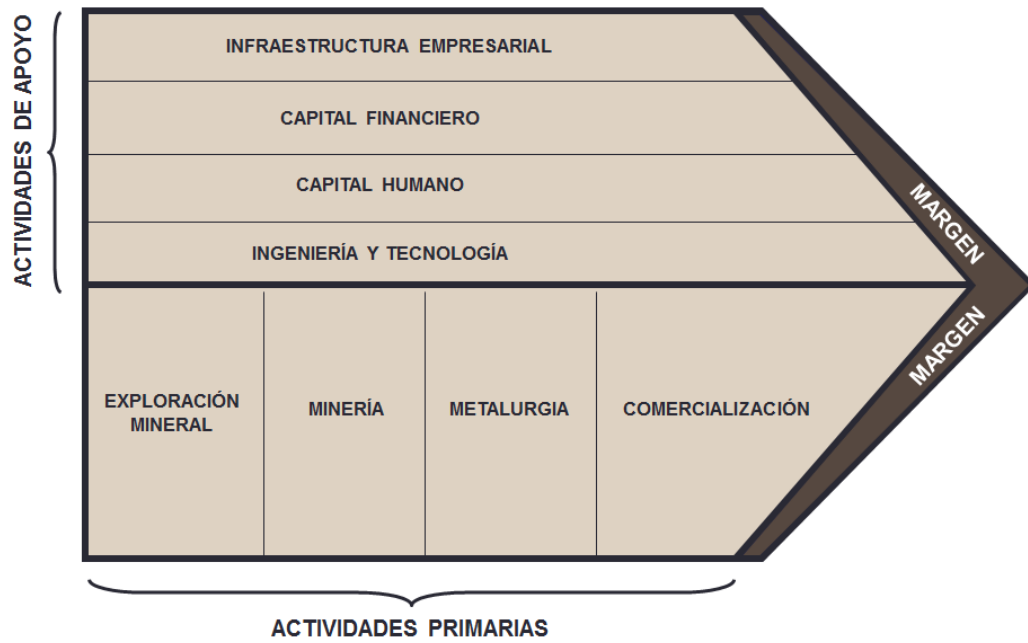 ACTIVIDADES DE APOYO
INFRAESTRUCTURA EMPRESARIAL
CAPITAL FINANCIERO
CAPITAL HUMANO
INGENIERÍA Y TECNOLOGÍA
MARGEN
MARGEN
EXPLORACIÓN
MINERAL
MINERÍA
METALURGIA
COMERCIALIZACIÓN
ACTIVIDADES PRIMARIAS